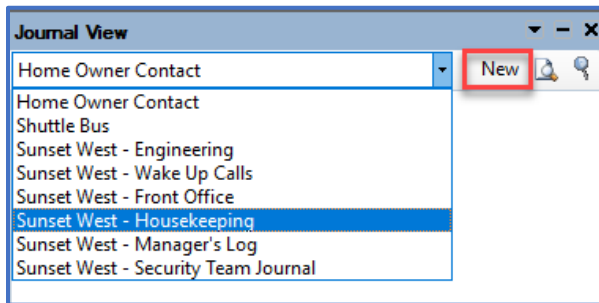 Journal View
Home Owner Contact New
Home Owner Contact
Shuttle Bus
Sunset West - Engineering
Sunset West - Wake Up Calls
Sunset West - Front Office
Sunset West - Housekeeping
Sunset West - Manager's Log
Sunset West - Security Team Journal